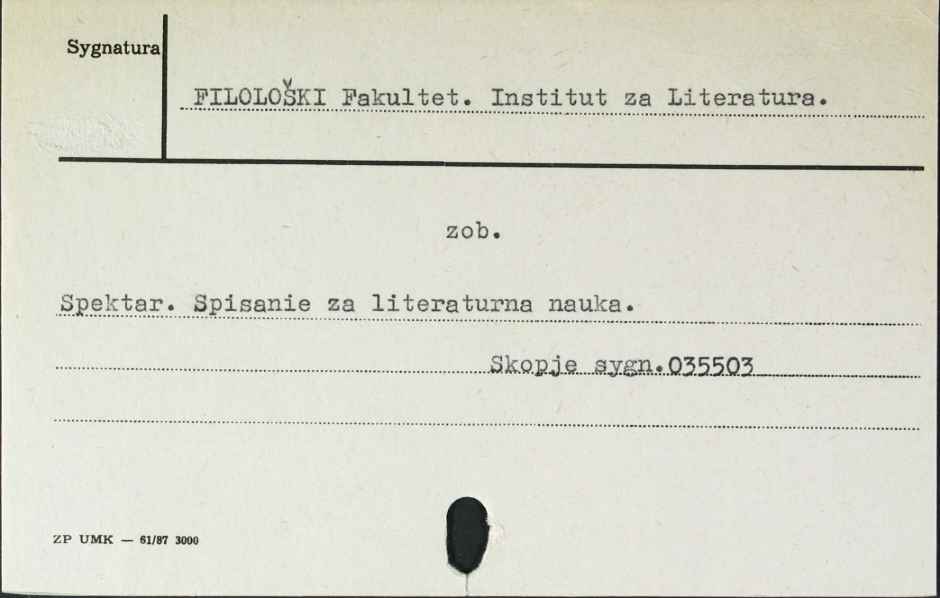 Sygnatura
FILOLOŠKI Fakultet. Institut za Literatura.
zob.
Spektar. Spisanie za literaturna nauka.
Skopje sygn.035503
ZP UMK — 61/87 3000